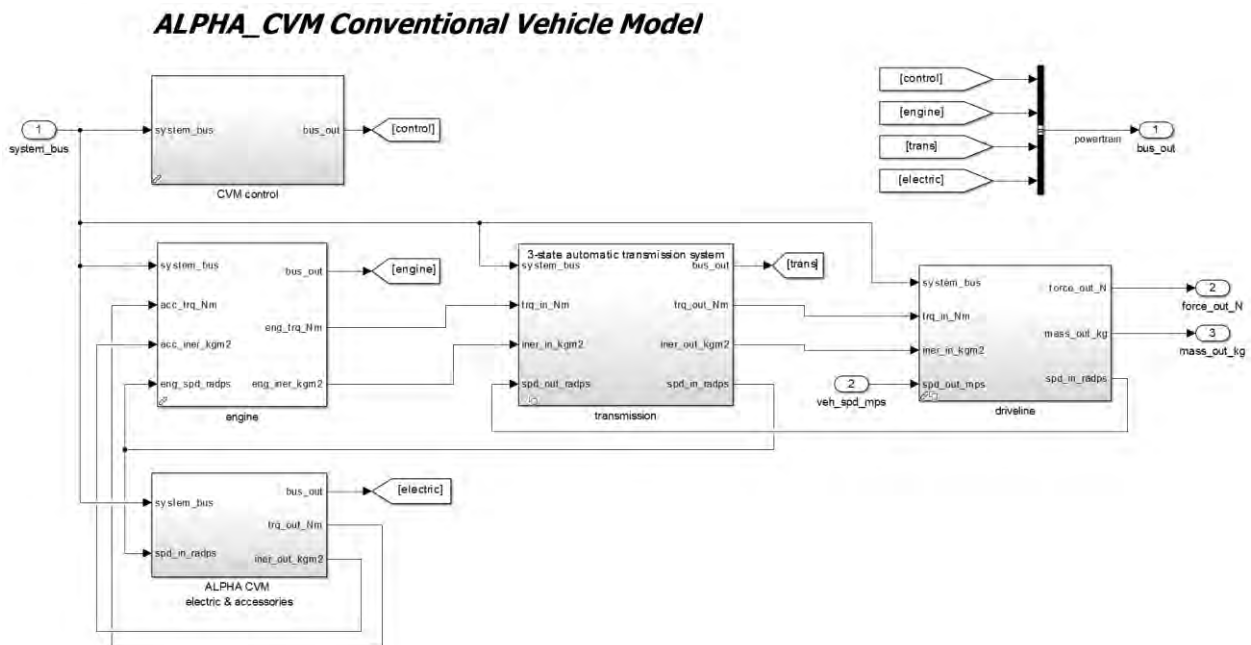 ALPHA_CVM Conventional Vehicle Model
1
system_bus
system_bus
bus_out
CVM control
[control]
[control]
[engine]
[trans]
[electric]
powertrain
1
bus_out
system_bus
acc_trq_Nm
acc_iner_kgm2
eng_spd_radps
bus_out
eng_trq_Nm
eng_iner_kgm2
engine
[engine]
3-state automatic transmission system
system_bus
trq_in_Nm
iner_in_kgm2
spd_out_radps
bus_out
trq_out_Nm
iner_out_kgm2
spd_in_radps
transmission
[trans]
2
veh_spd_mps
system_bus
trq_in_Nm
iner_in_kgm2
spd_out_mps
force_out_N
mass_out_kg
spd_in_radps
driveline
2
force_out_N
3
mass_out_kg
system_bus
spd_in_radps
bus_out
trq_out_Nm
iner_out_kgm2
ALPHA CVM
electric & accessories
[electric]